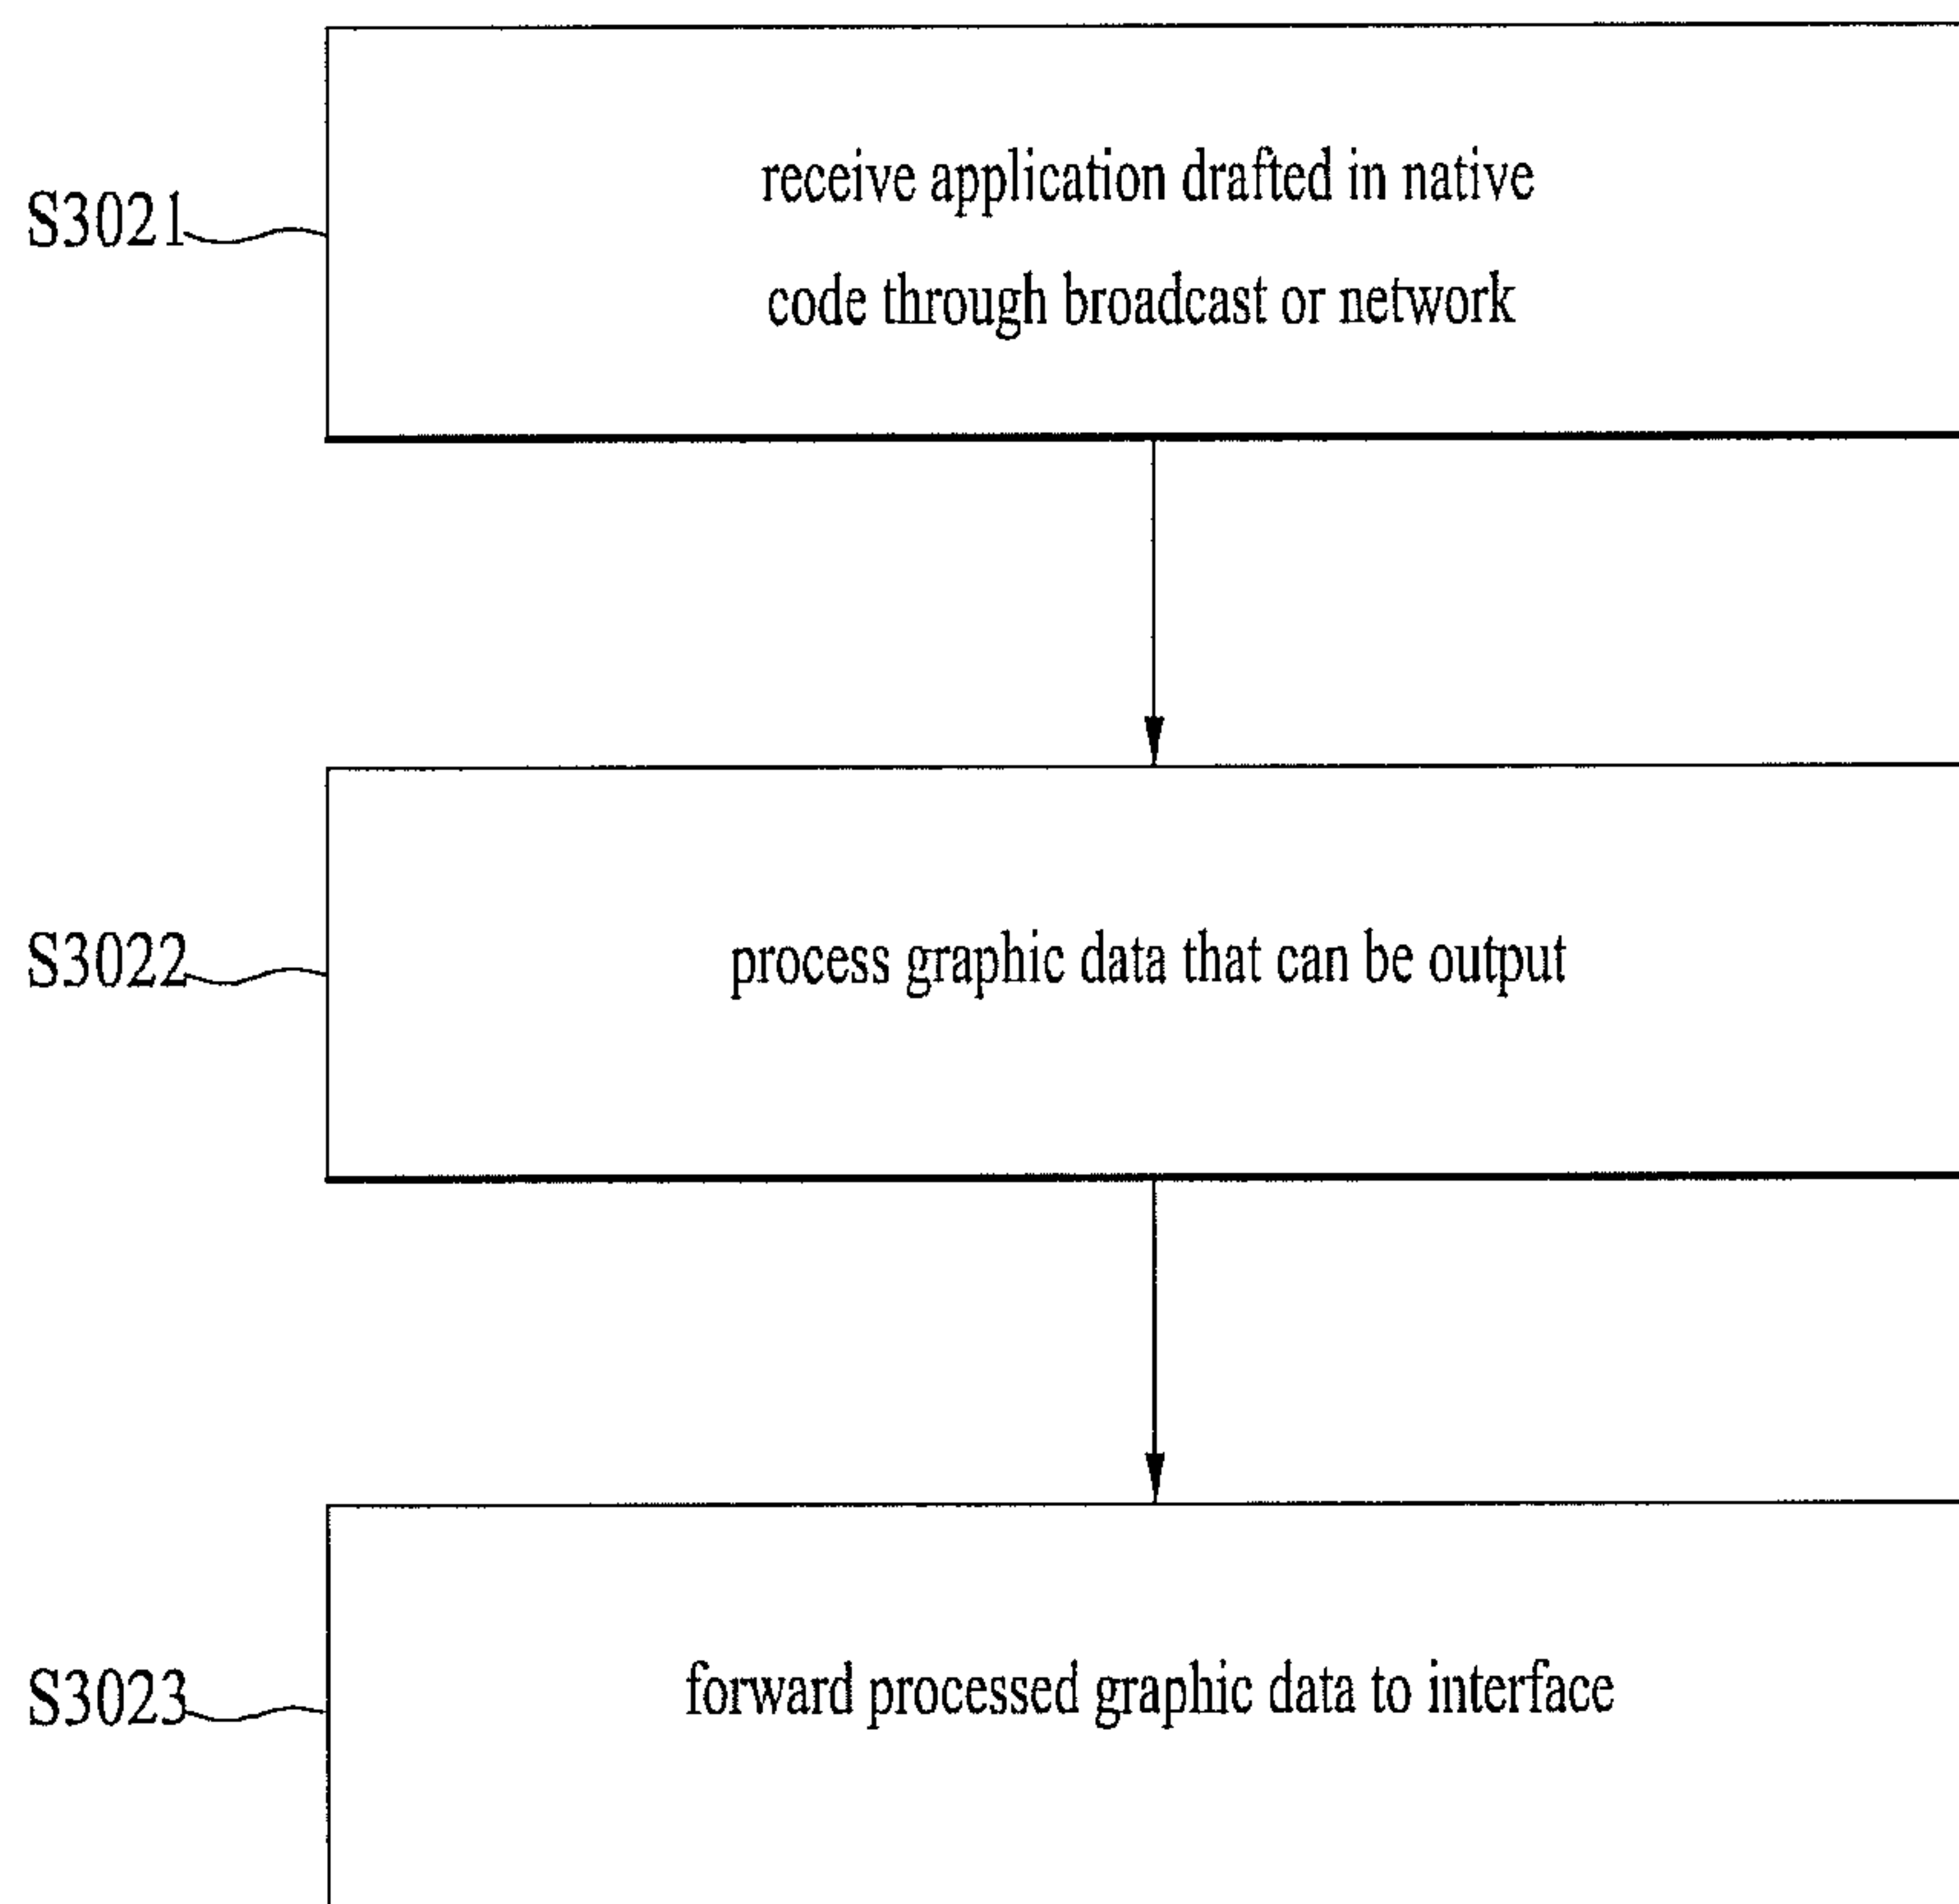 S3021
receive application drafted in native
code through broadcast or network
S3022
process graphic data that can be output
S3023
forward processed graphic data to interface